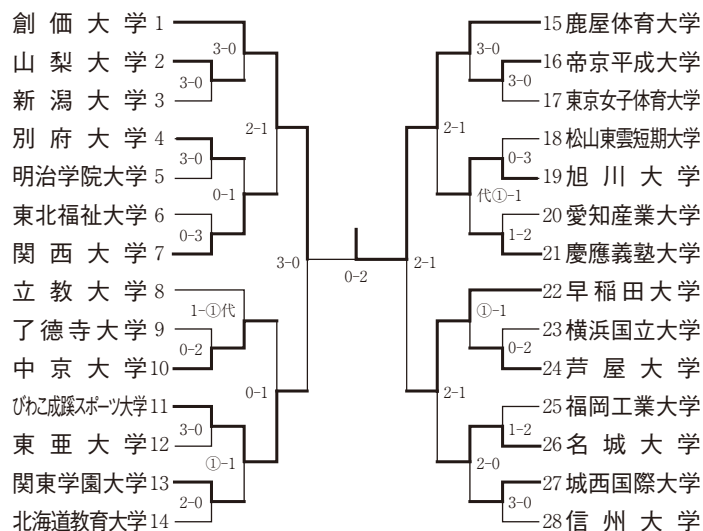 創価大学 1
山梨大学 2
新潟大学 3
別府大学 4
明治学院大学 5
東北福祉大学 6
関西大学 7
立教大学 8
了德寺大学 9
中京大学 10
びわこ成蹊スポーツ大学 11
東亜大学 12
関東学園大学 13
北海道教育大学 14
3-0
3-0
3-0
0-3
1-①代
0-2
3-0
2-0
0-1
①-1
2-1
0-1
3-0
0-2
2-1
2-1
2-1
3-0
3-0
0-3
代①-1
1-2
①-1
0-2
1-2
2-0
3-0
15 鹿屋体育大学
16 帝京平成大学
17 東京女子体育大学
18 松山東雲短期大学
19 旭川大学
20 愛知産業大学
21 慶應義塾大学
22 早稲田大学
23 横浜国立大学
24 芦屋大学
25 福岡工業大学
26 名城大学
27 城西国際大学
28 信州大学